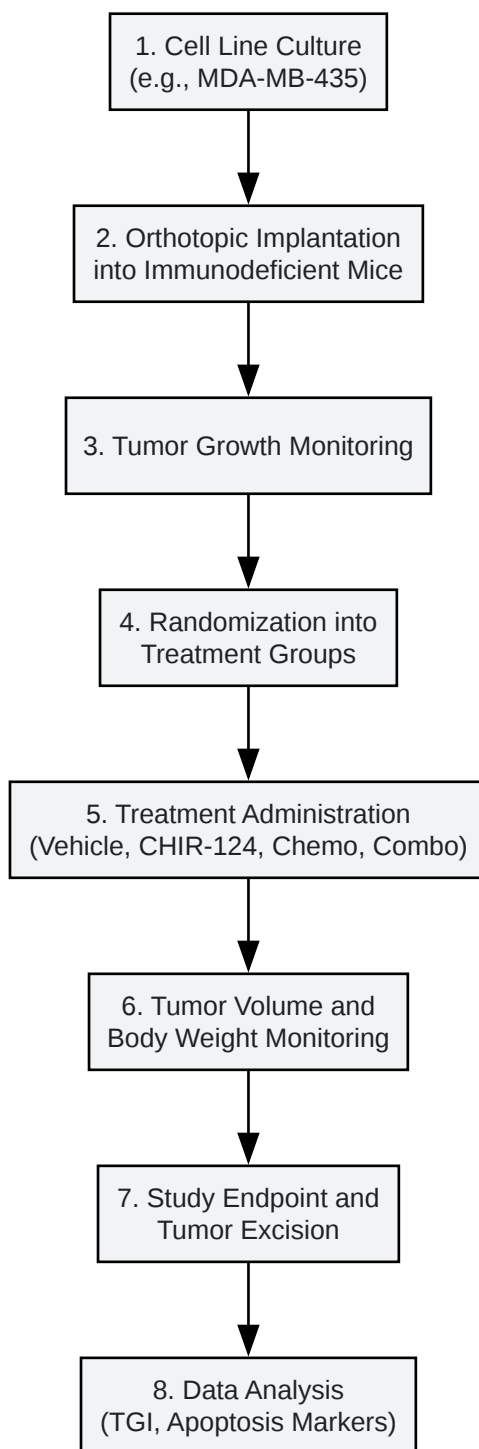 1. Cell Line Culture
(e.g., MDA-MB-435)
2. Orthotopic Implantation
into Immunodeficient Mice
3. Tumor Growth Monitoring
4. Randomization into
Treatment Groups
5. Treatment Administration
(Vehicle, CHIR-124, Chemo, Combo)
6. Tumor Volume and
Body Weight Monitoring
7. Study Endpoint and
Tumor Excision
8. Data Analysis
(TGI, Apoptosis Markers)